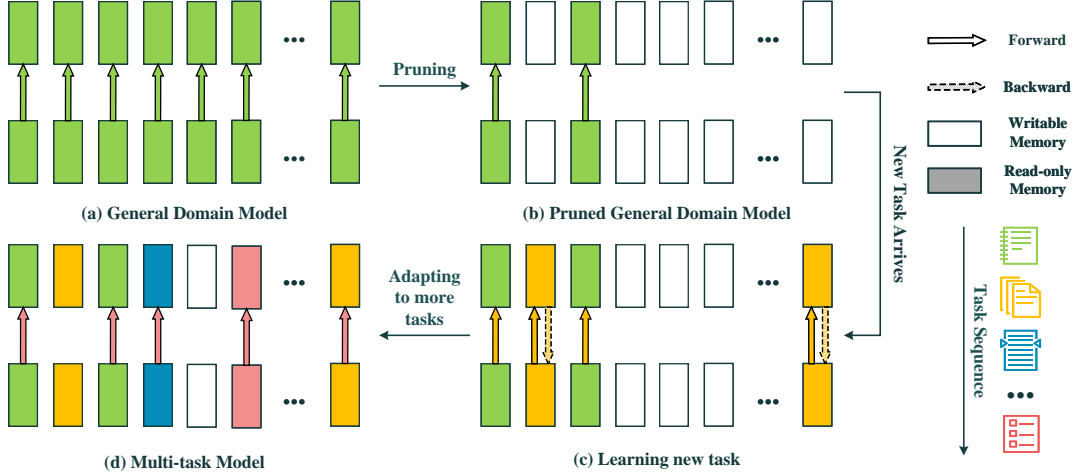 Pruning
(a) General Domain Model
(b) Pruned General Domain Model
New Task Arrives
Forward
Backward
Writable
Memory
Read-only
Memory
Adapting
to more
tasks
(d) Multi-task Model
(c) Learning new task
Task Sequence